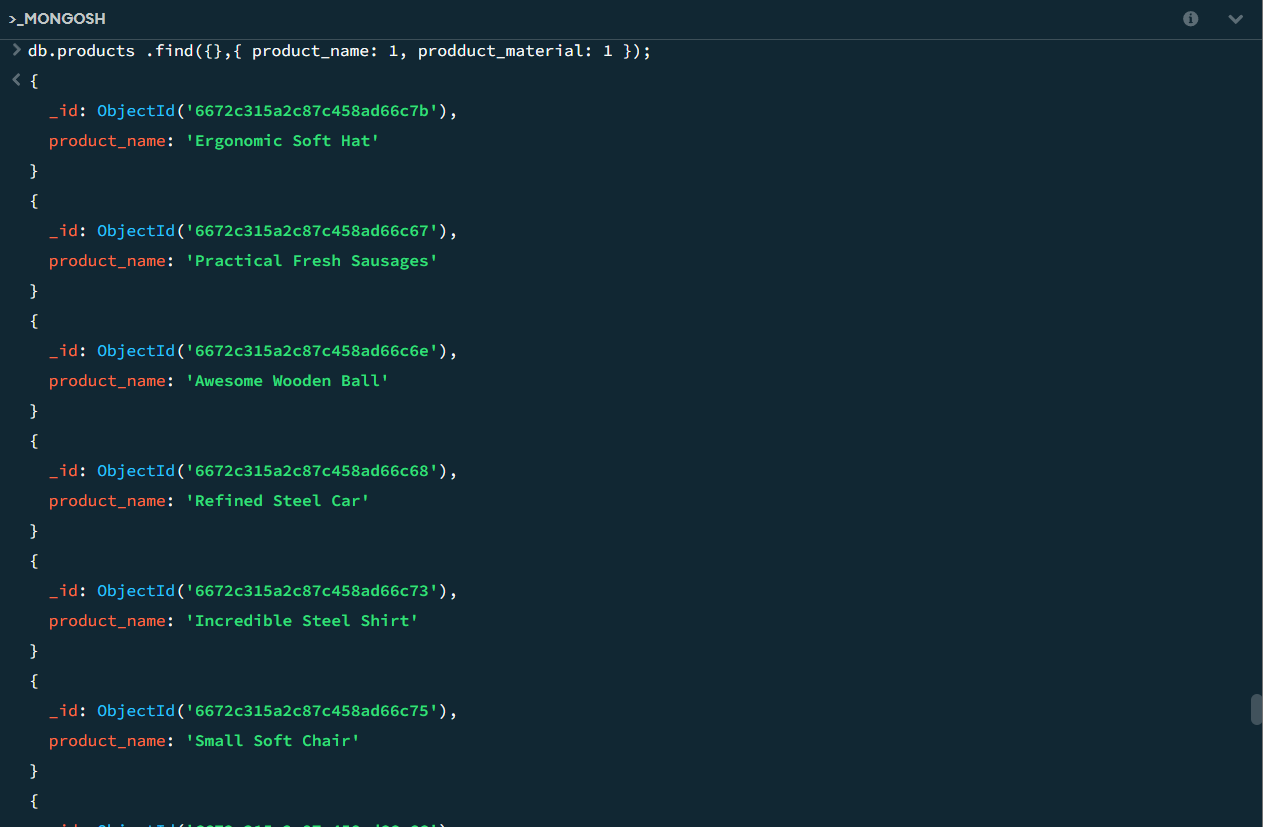 >_MONGOSH
> db.products .find({},{ product_name: 1, prodduct_material: 1 });
< {
_id: ObjectId('6672c315a2c87c458ad66c7b'),
product_name: 'Ergonomic Soft Hat'
}
{
_id: ObjectId('6672c315a2c87c458ad66c67'),
product_name: 'Practical Fresh Sausages'
}
{
_id: ObjectId('6672c315a2c87c458ad66c6e'),
product_name: 'Awesome Wooden Ball'
}
{
_id: ObjectId('6672c315a2c87c458ad66c68'),
product_name: 'Refined Steel Car'
}
{
_id: ObjectId('6672c315a2c87c458ad66c73'),
product_name: 'Incredible Steel Shirt'
}
{
_id: ObjectId('6672c315a2c87c458ad66c75'),
product_name: 'Small Soft Chair'
}
{